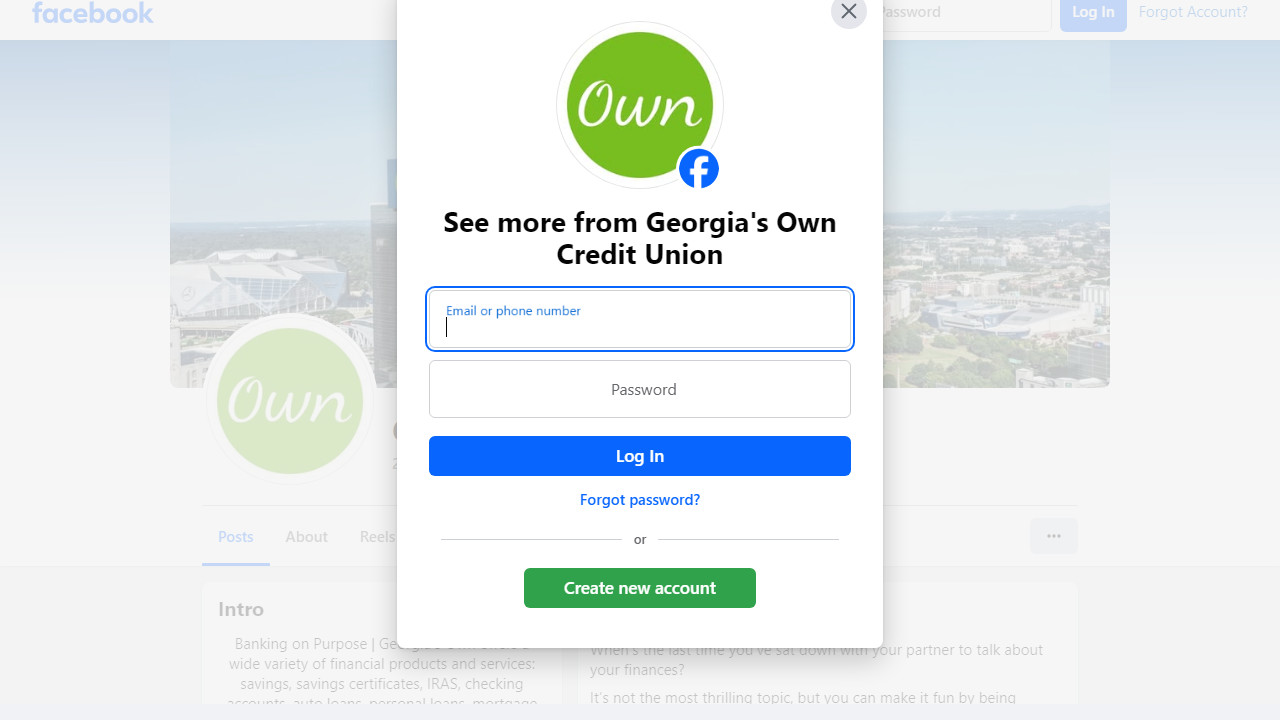 facebook
Password
Log In
Forgot Account?
Own
See more from Georgia's Own
Credit Union
Email or phone number
Password
Log In
Forgot password?
or
Create new account
Own
Posts
About
Reels
Intro
Banking on Purpose | Georgia's Own offers a
wide variety of financial products and services:
savings, savings certificates, IRAS, checking
accounts, auto loans, personal loans, mortgage
When's the last time you've sat down with your partner to talk about
your finances?
It's not the most thrilling topic, but you can make it fun by being